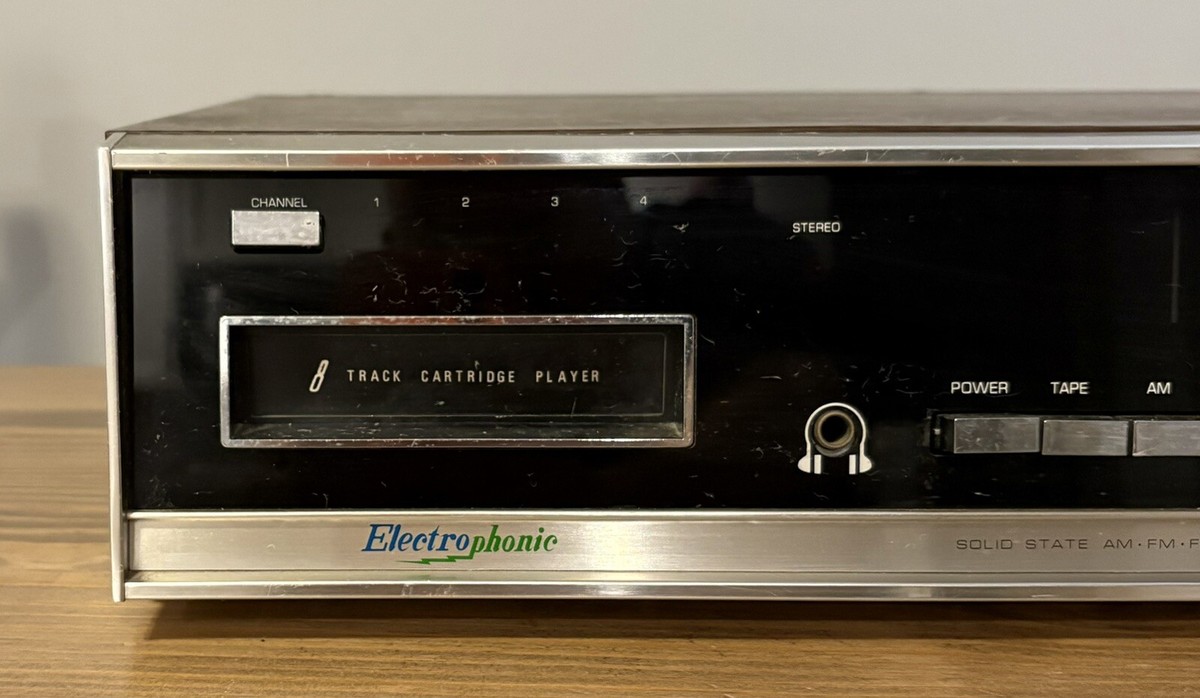 CHANNEL 1 2 3 4
STEREO
8 TRACK CARTRIDGE PLAYER
POWER TAPE AM
Electrophonic
SOLID STATE AM·FM·F